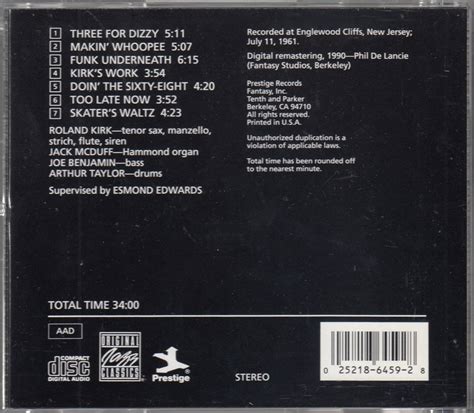 1 THREE FOR DIZZY 5:11
2 MAKIN' WHOOPEE 5:07
3 FUNK UNDERNEATH 6:15
4 KIRK'S WORK 3:54
5 DOIN' THE SIXTY-EIGHT 4:20
6 TOO LATE NOW 3:52
7 SKATER'S WALTZ 3:57
ROLAND KIRK—tenor sax, manzello,
strich, flute, siren
JACK MCDUFF—Hammond organ
JOE BENJAMIN—bass
ARTHUR TAYLOR—drums
Supervised by ESMOND EDWARDS
Recorded at Englewood Cliffs, New Jersey;
July 11, 1961.
Digital remastering, 1990—Phil De Lancie
(Fantasy Studios, Berkeley)
Prestige Records
Fantasy, Inc.
Tenth and Parker
Berkeley, CA 94710
All rights reserved.
Printed in U.S.A.
Unauthorized duplication is a
violation of applicable laws.
Total time has been rounded off
to the nearest minute.
TOTAL TIME 34:00
AAD
COMPACT
disc
DIGITAL AUDIO
ORIGINAL
Jazz
CLASSICS
Prestige
STEREO
0 25218-6459-2 8